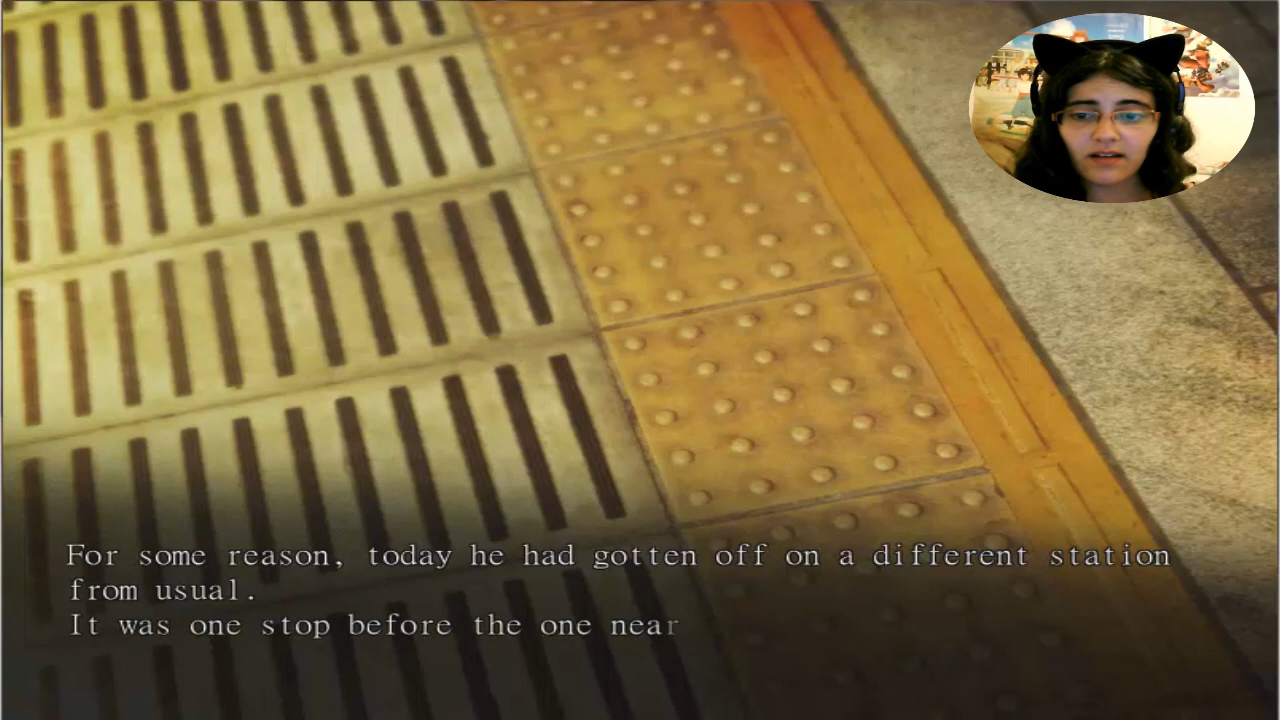 For some reason, today he had gotten off on a different station
from usual.
It was one stop before the one near